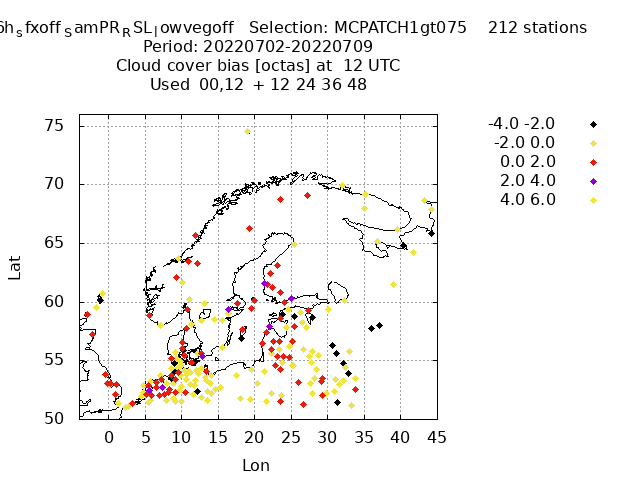 6h_sfxoff_SamPR_RSL_lowvegoff Selection: MCPATCH1gt075 212 stations
Period: 20220702-20220709
Cloud cover bias [octas] at 12 UTC
Used 00,12 + 12 24 36 48
-4.0 -2.0
-2.0 0.0
0.0 2.0
2.0 4.0
4.0 6.0
75
70
65
60
55
50
Lat
0 5 10 15 20 25 30 35 40 45
Lon